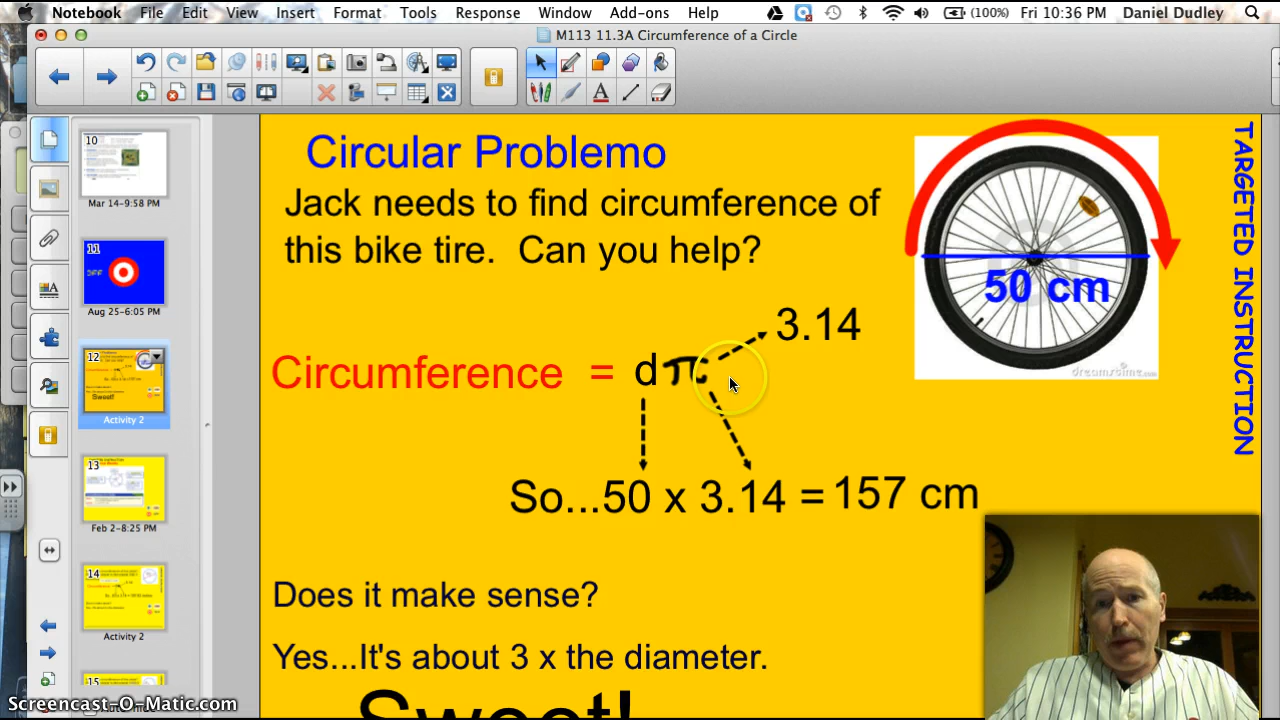 Notebook File Edit View Insert Format Tools Response Window Add-ons Help (100%) Fri 10:36 PM Daniel Dudley
M113 11.3A Circumference of a Circle
10
Mar 14-9:58 PM
11
Aug 25-6:05 PM
12
Sweet!
Activity 2
13
Feb 2-8:25 PM
14
Activity 2
15
Circular Problemo
Jack needs to find circumference of
this bike tire. Can you help?
50 cm
dreamstime.com
TARGETED INSTRUCTION
3.14
Circumference = dπ
So...50 x 3.14 = 157 cm
Does it make sense?
Yes...It's about 3 x the diameter.
Sweet!
Screencast-O-Matic.com